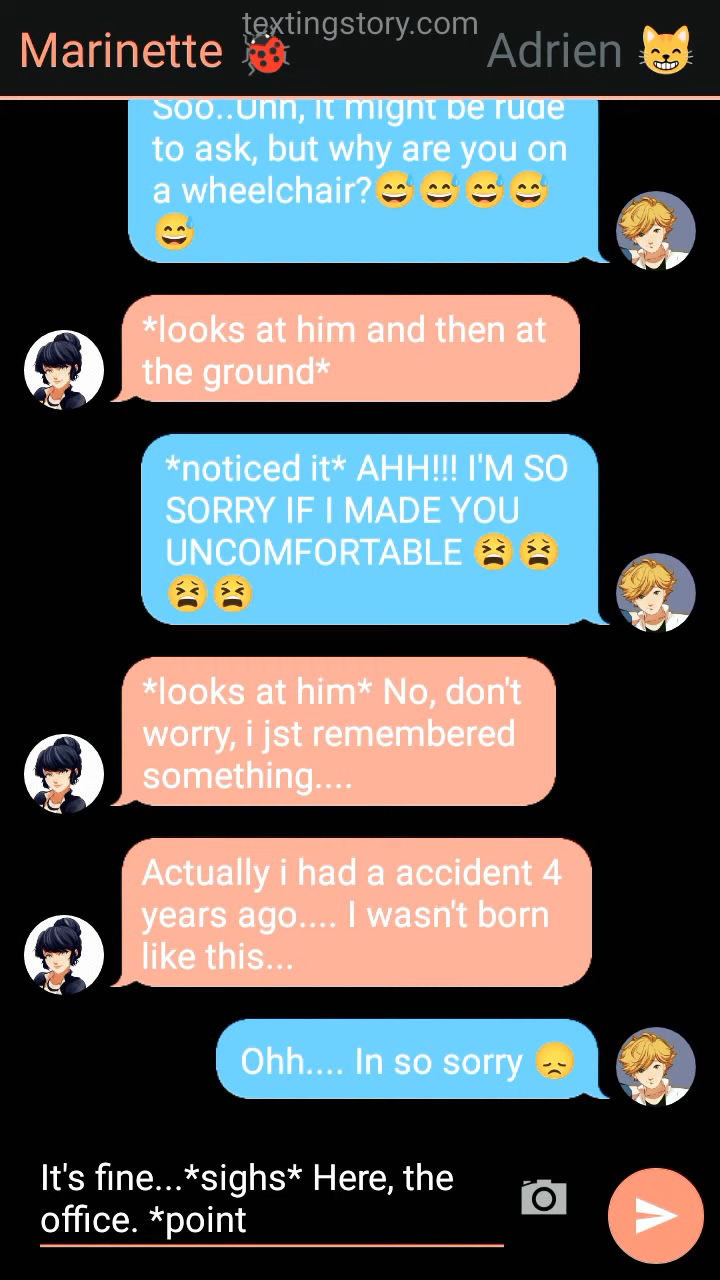 textingstory.com
Marinette 🐞 Adrien 😸
Soo..Uhh, it might be rude
to ask, but why are you on
a wheelchair?😅😅😅😅
😅
*looks at him and then at
the ground*
*noticed it* AHH!!! I'M SO
SORRY IF I MADE YOU
UNCOMFORTABLE 😫😫
😫😫
*looks at him* No, don't
worry, i jst remembered
something....
Actually i had a accident 4
years ago.... I wasn't born
like this...
Ohh.... In so sorry 😞
It's fine...*sighs* Here, the
office. *point